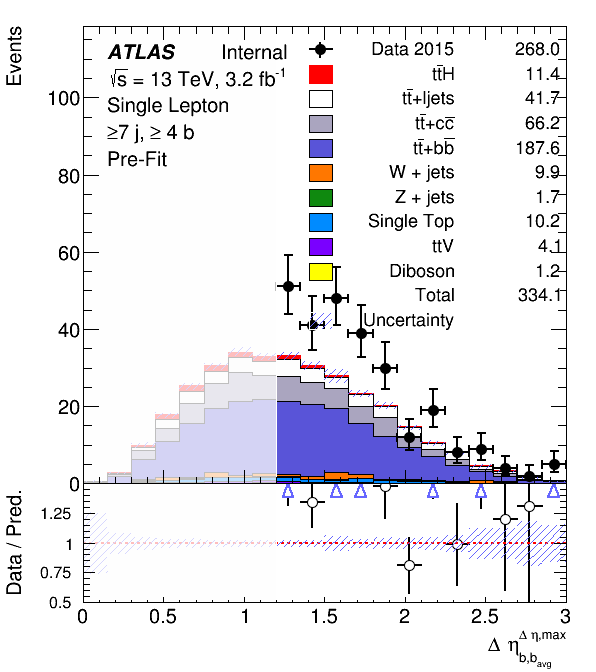 Events
ATLAS Internal
√s = 13 TeV, 3.2 fb-1
Single Lepton
≥7 j, ≥ 4 b
Pre-Fit
Data 2015 268.0
tt̄H 11.4
tt̄+ljets 41.7
tt̄+cc̄ 66.2
tt̄+bb̄ 187.6
W + jets 9.9
Z + jets 1.7
Single Top 10.2
ttV 4.1
Diboson 1.2
Total 334.1
Uncertainty
100
80
60
40
20
0
Data / Pred.
1.25
1
0.75
0.5
0 0.5 1 1.5 2 2.5 3
Δ η b,b avg Δ η,max